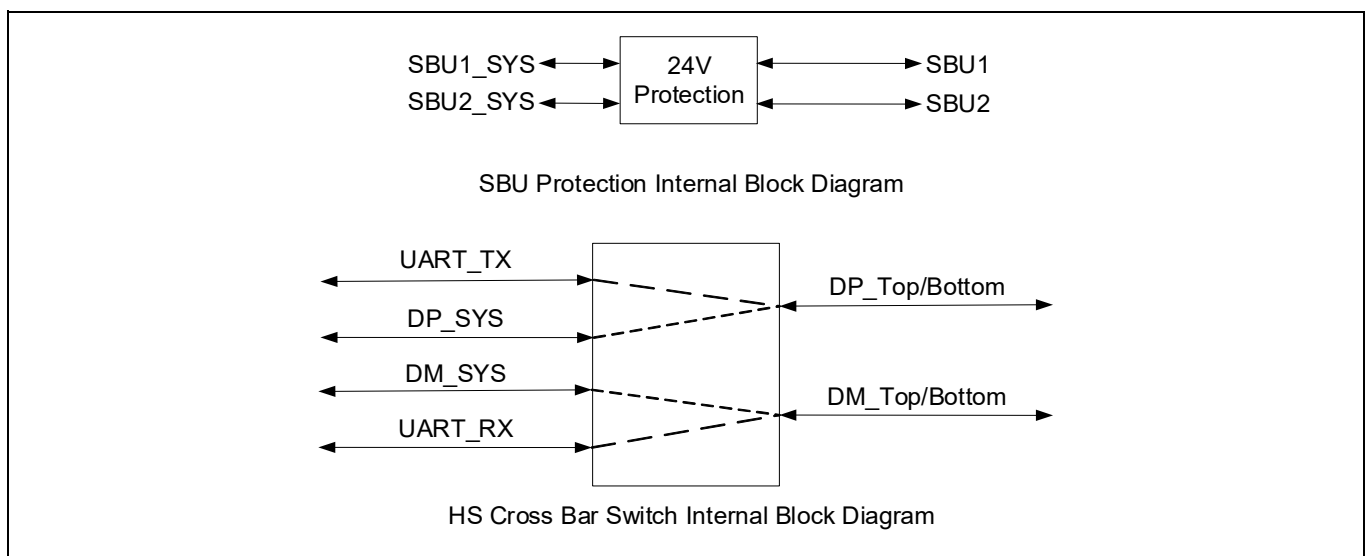 SBU1_SYS
24V
SBU1
SBU2_SYS
Protection
SBU2
SBU Protection Internal Block Diagram
UART_TX
DP_Top/Bottom
DP_SYS
DM_SYS
DM_Top/Bottom
UART_RX
HS Cross Bar Switch Internal Block Diagram